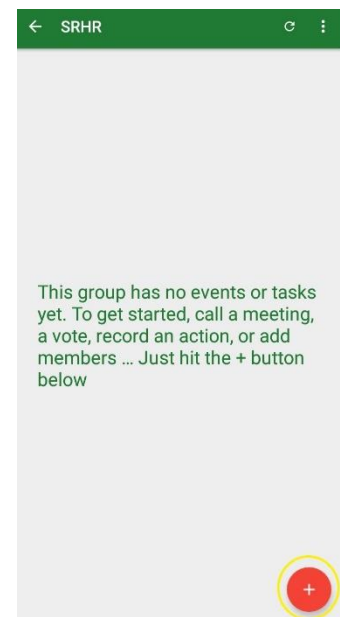 SRHR
This group has no events or tasks
yet. To get started, call a meeting,
a vote, record an action, or add
members ... Just hit the + button
below
+